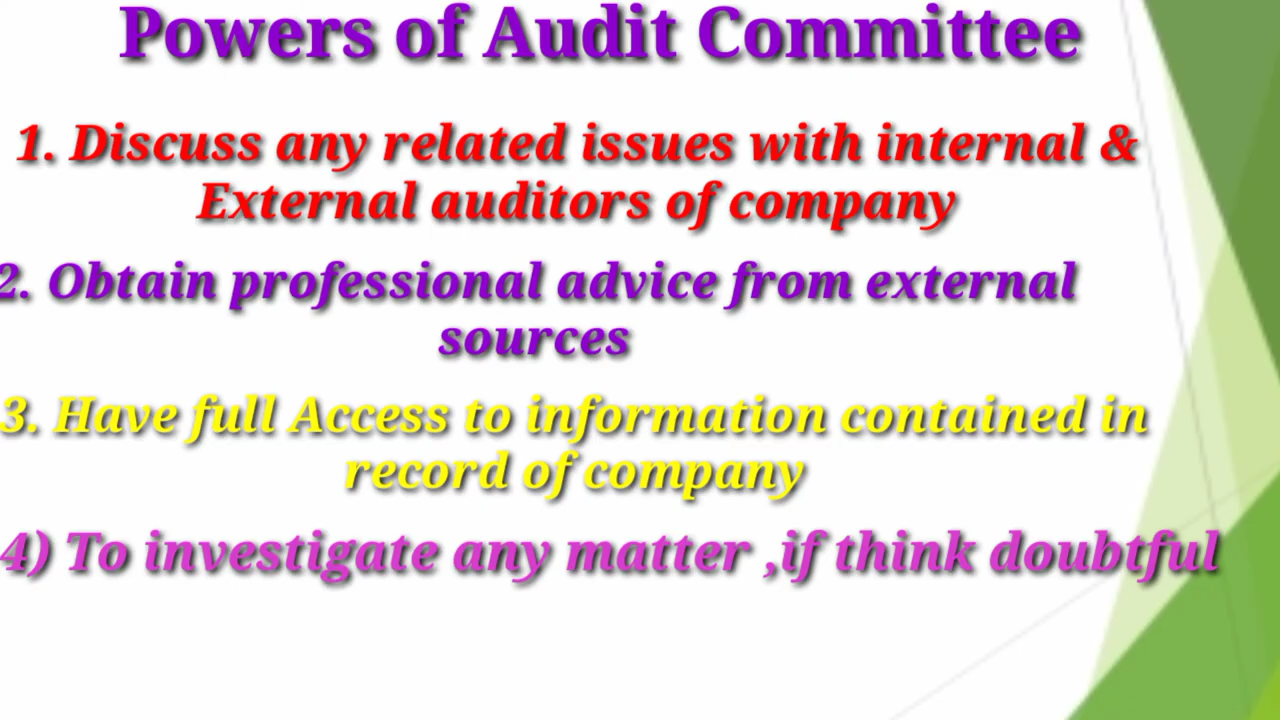 Powers of Audit Committee
1. Discuss any related issues with internal &
External auditors of company
2. Obtain professional advice from external
sources
3. Have full Access to information contained in
record of company
4) To investigate any matter ,if think doubtful